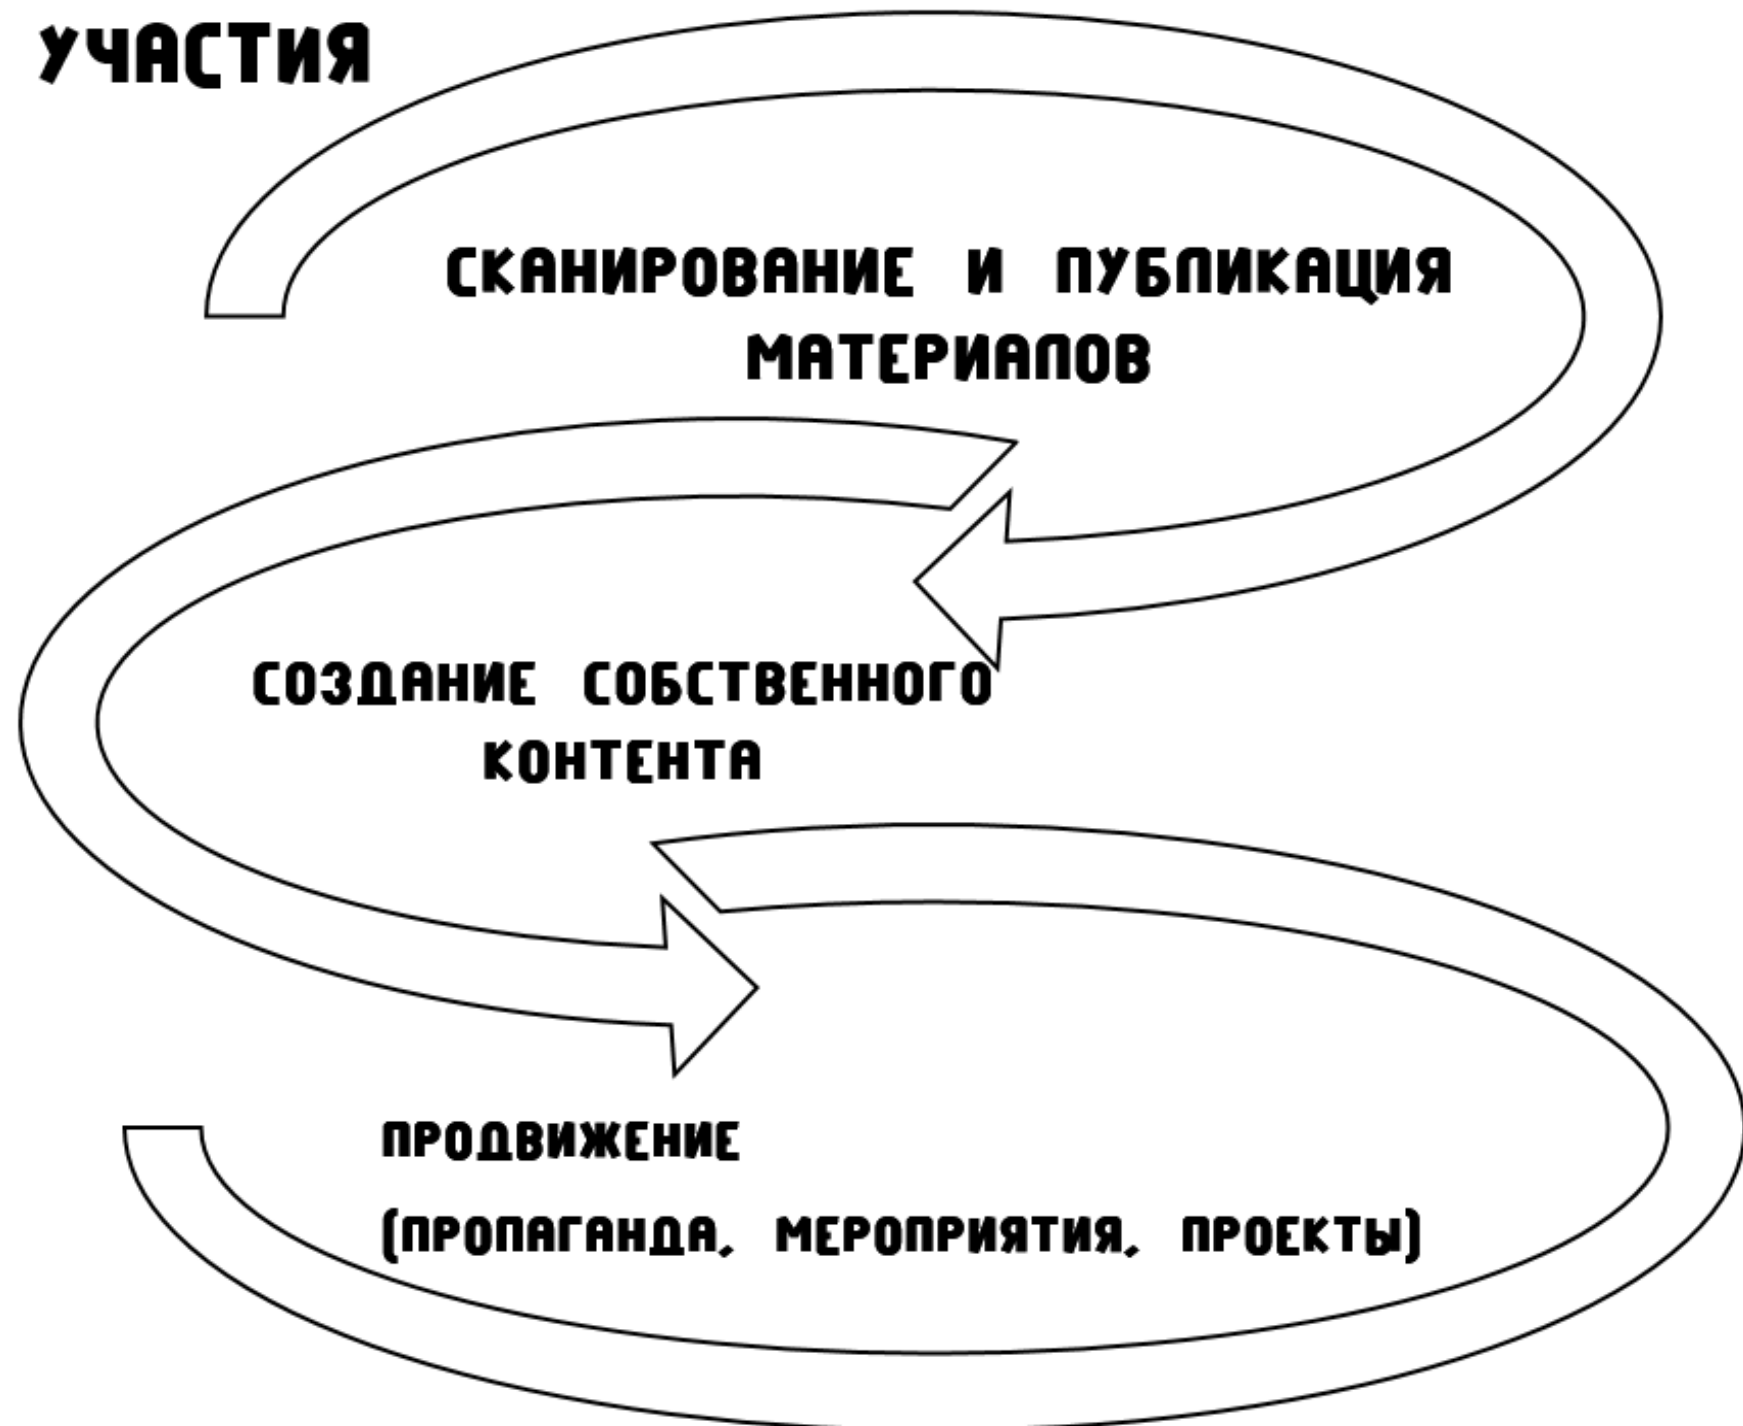 УЧАСТИЯ
СКАНИРОВАНИЕ И ПУБЛИКАЦИЯ
МАТЕРИАЛОВ
СОЗДАНИЕ СОБСТВЕННОГО
КОНТЕНТА
ПРОДВИЖЕНИЕ
(ПРОПАГАНДА, МЕРОПРИЯТИЯ, ПРОЕКТЫ)